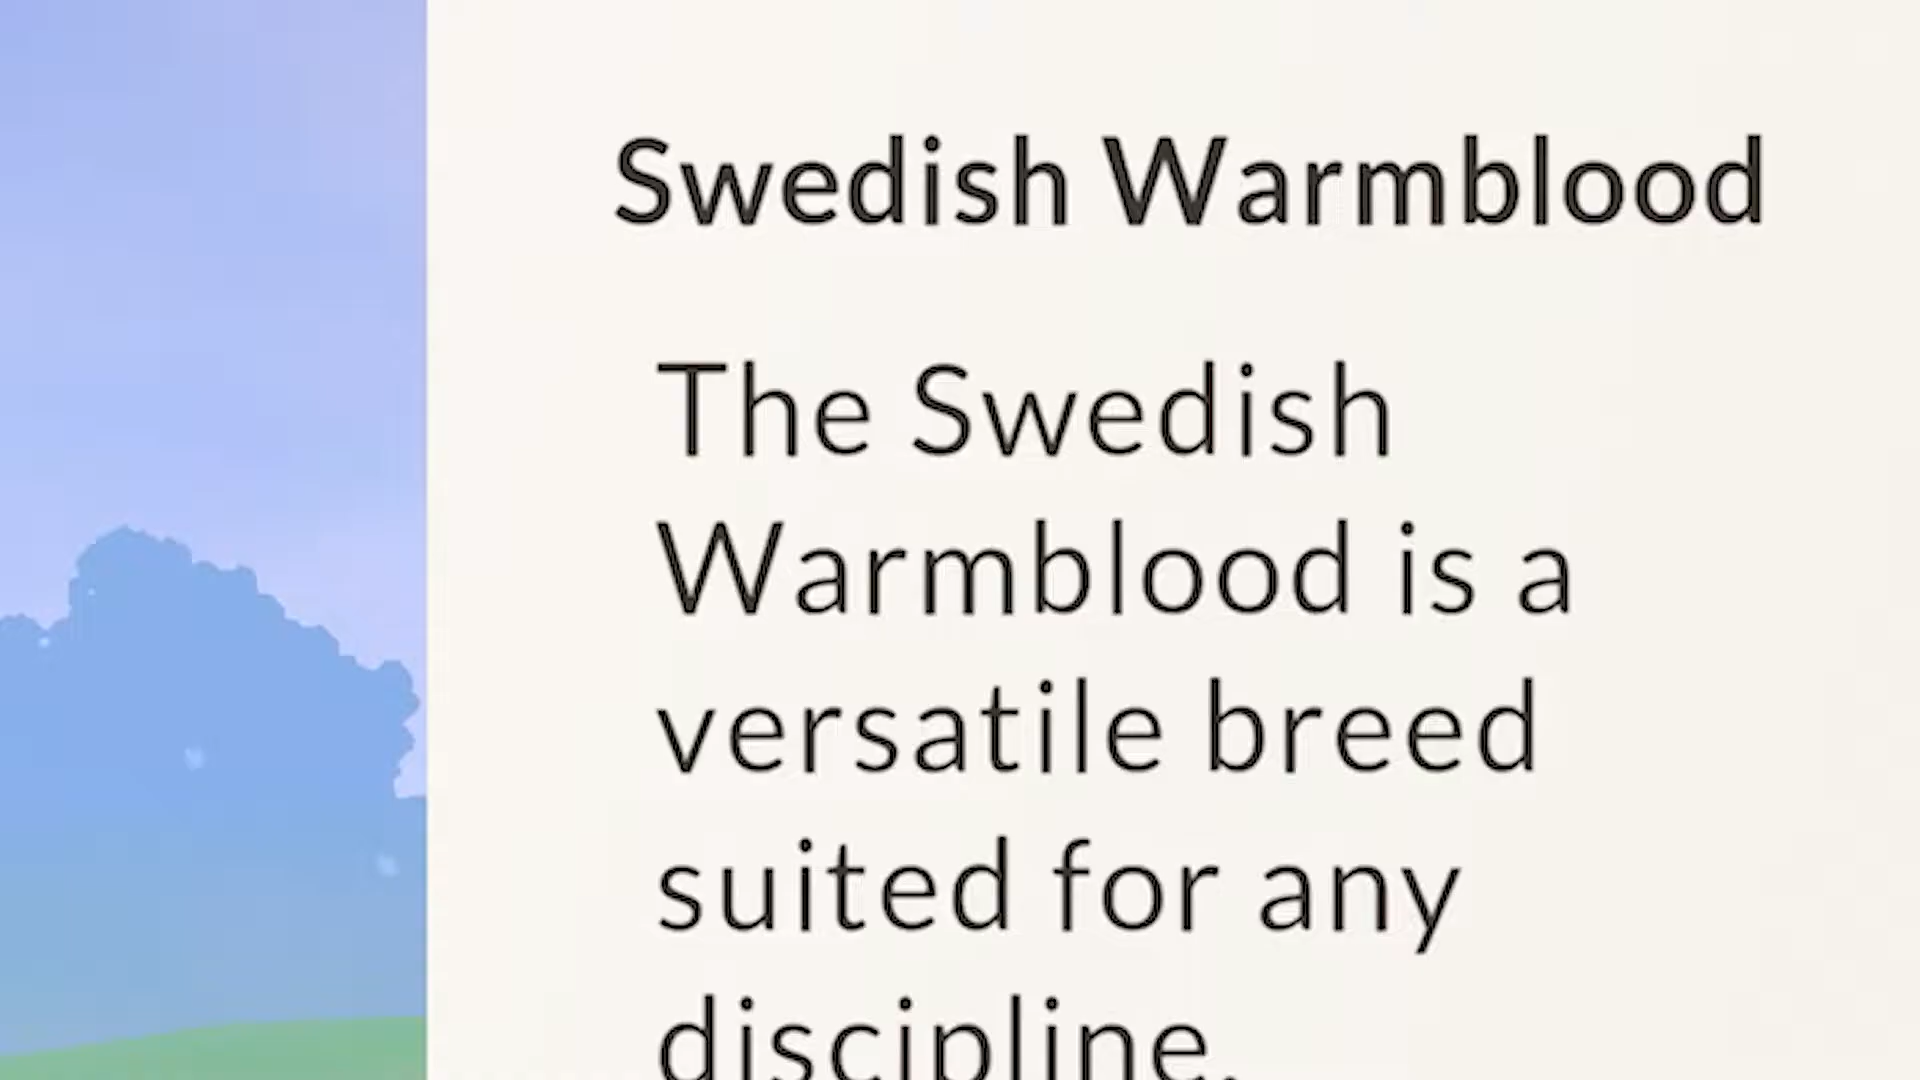 Swedish Warmblood
The Swedish
Warmblood is a
versatile breed
suited for any
discipline.